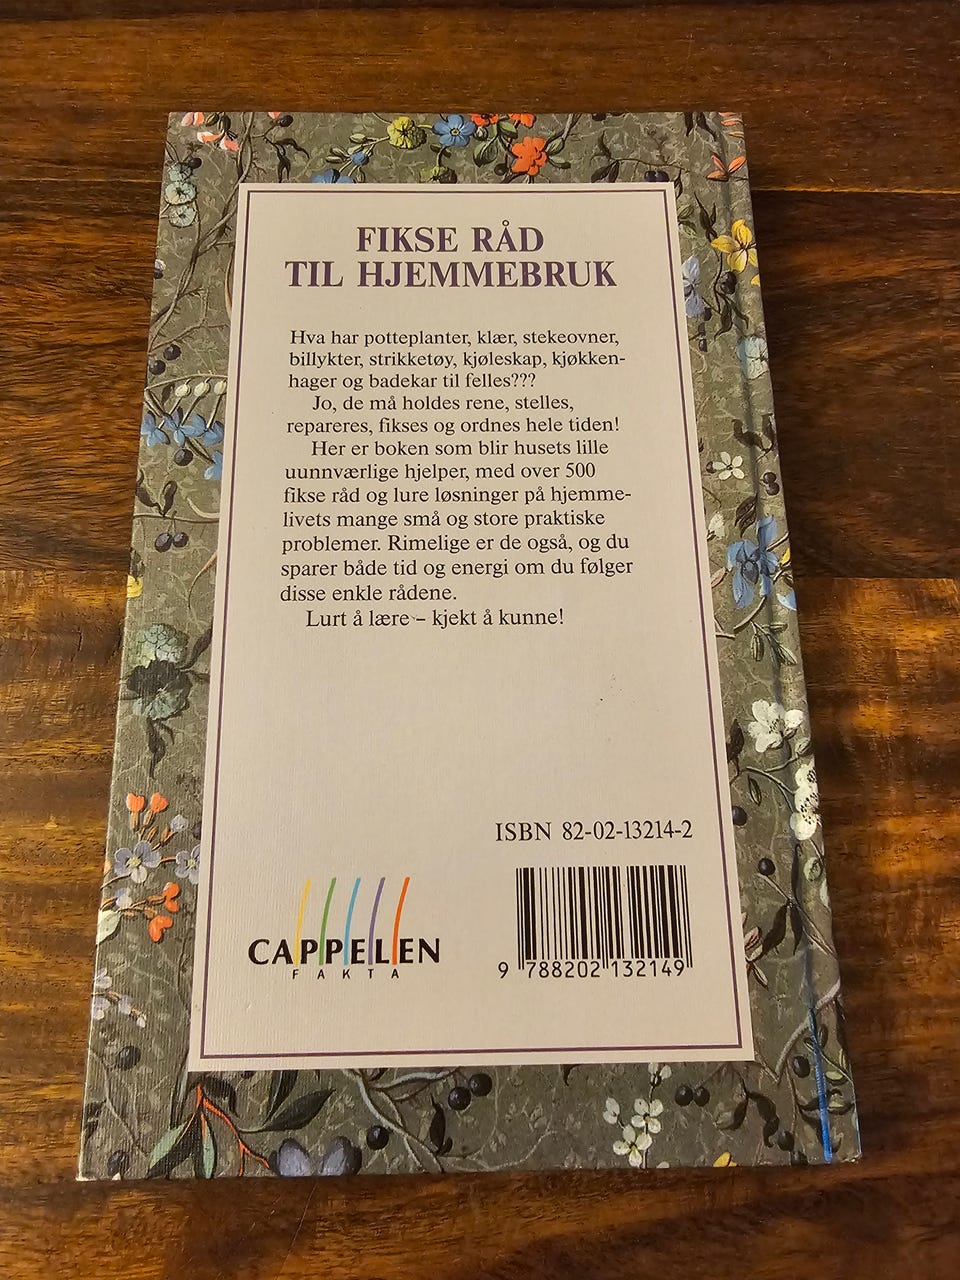 FIKSE RÅD
TIL HJEMMEBRUK
Hva har potteplanter, klær, stekeovner,
billykter, strikketøy, kjøleskap, kjøkken-
hager og badekar til felles???
Jo, de må holdes rene, stelles,
repareres, fikses og ordnes hele tiden!
Her er boken som blir husets lille
uunnværlige hjelper, med over 500
fikse råd og lure løsninger på hjemme-
livets mange små og store praktiske
problemer. Rimelige er de også, og du
sparer både tid og energi om du følger
disse enkle rådene.
Lurt å lære – kjekt å kunne!
ISBN 82-02-13214-2
CAPPELEN
FAKTA
9 788202 132149